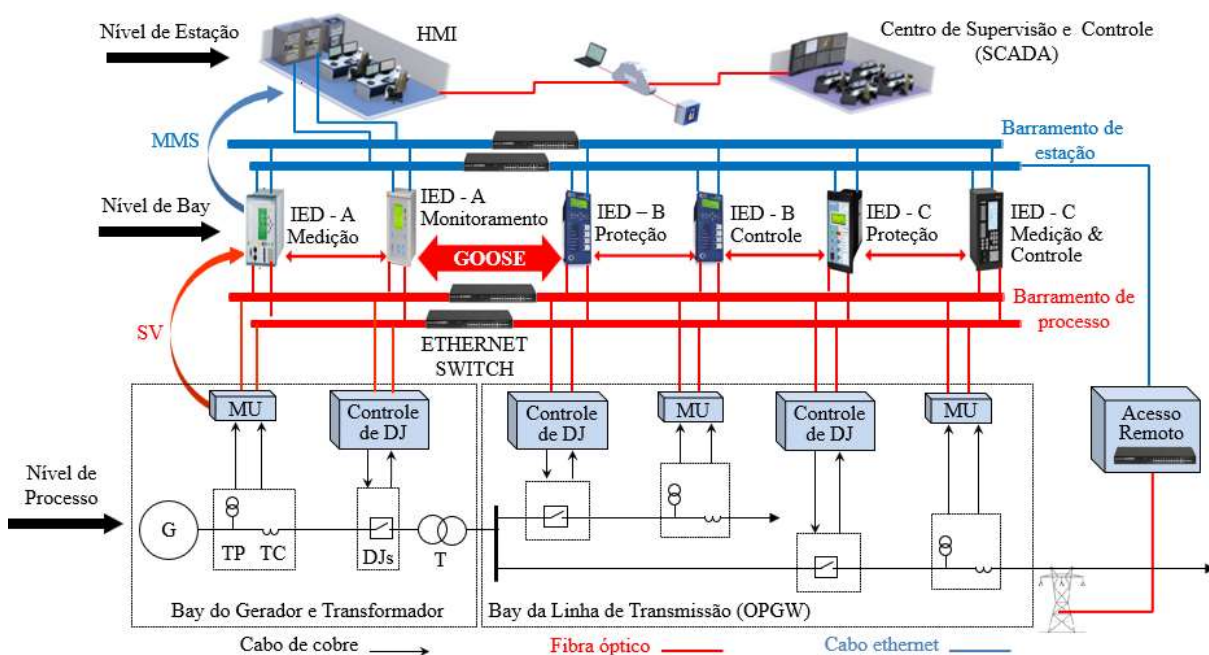 Nível de Estação
HMI
Centro de Supervisão e Controle
(SCADA)
MMS
Barramento de
estação
Nível de Bay
IED - A
Medição
IED - A
Monitoramento
IED – B
Proteção
IED - B
Controle
IED - C
Proteção
IED - C
Medição &
Controle
GOOSE
SV
Barramento de
processo
ETHERNET
SWITCH
MU
Controle
de DJ
Controle
de DJ
MU
Controle
de DJ
MU
Acesso
Remoto
Nível de
Processo
G
TP
TC
DJs
T
Bay do Gerador e Transformador
Bay da Linha de Transmissão (OPGW)
Cabo de cobre
Fibra óptico
Cabo ethernet